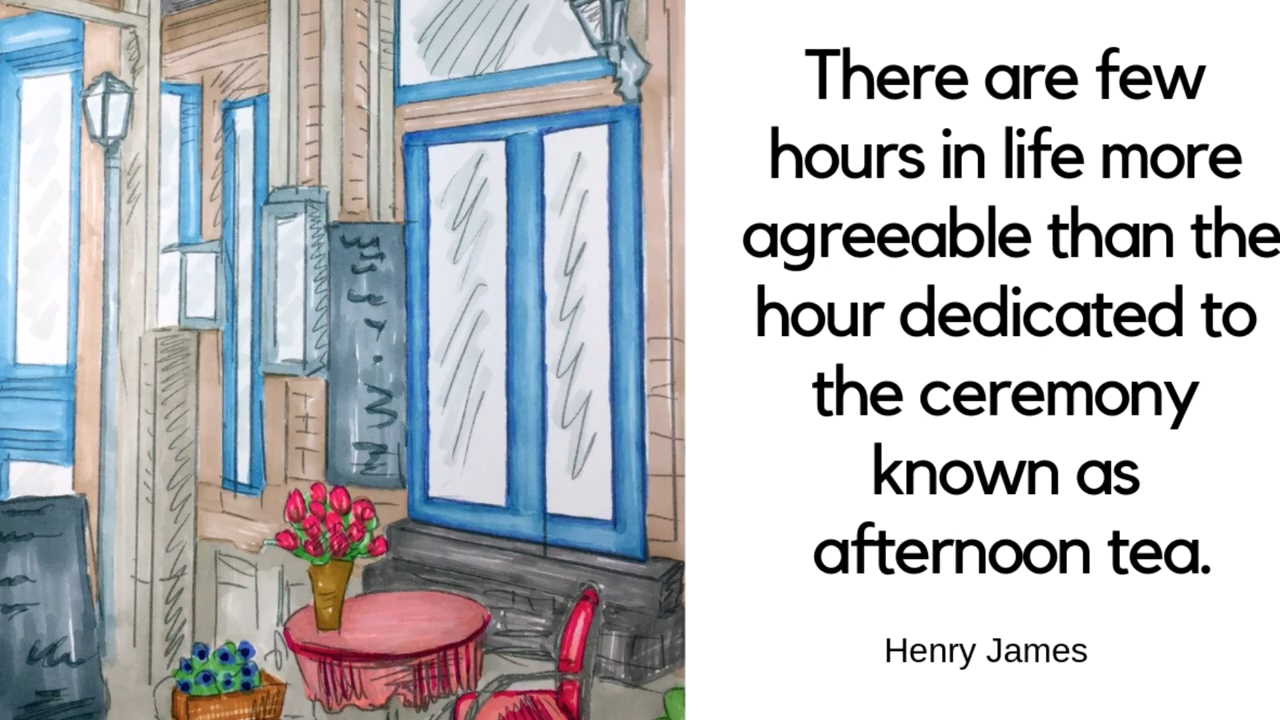 There are few
hours in life more
agreeable than the
hour dedicated to
the ceremony
known as
afternoon tea.
Henry James